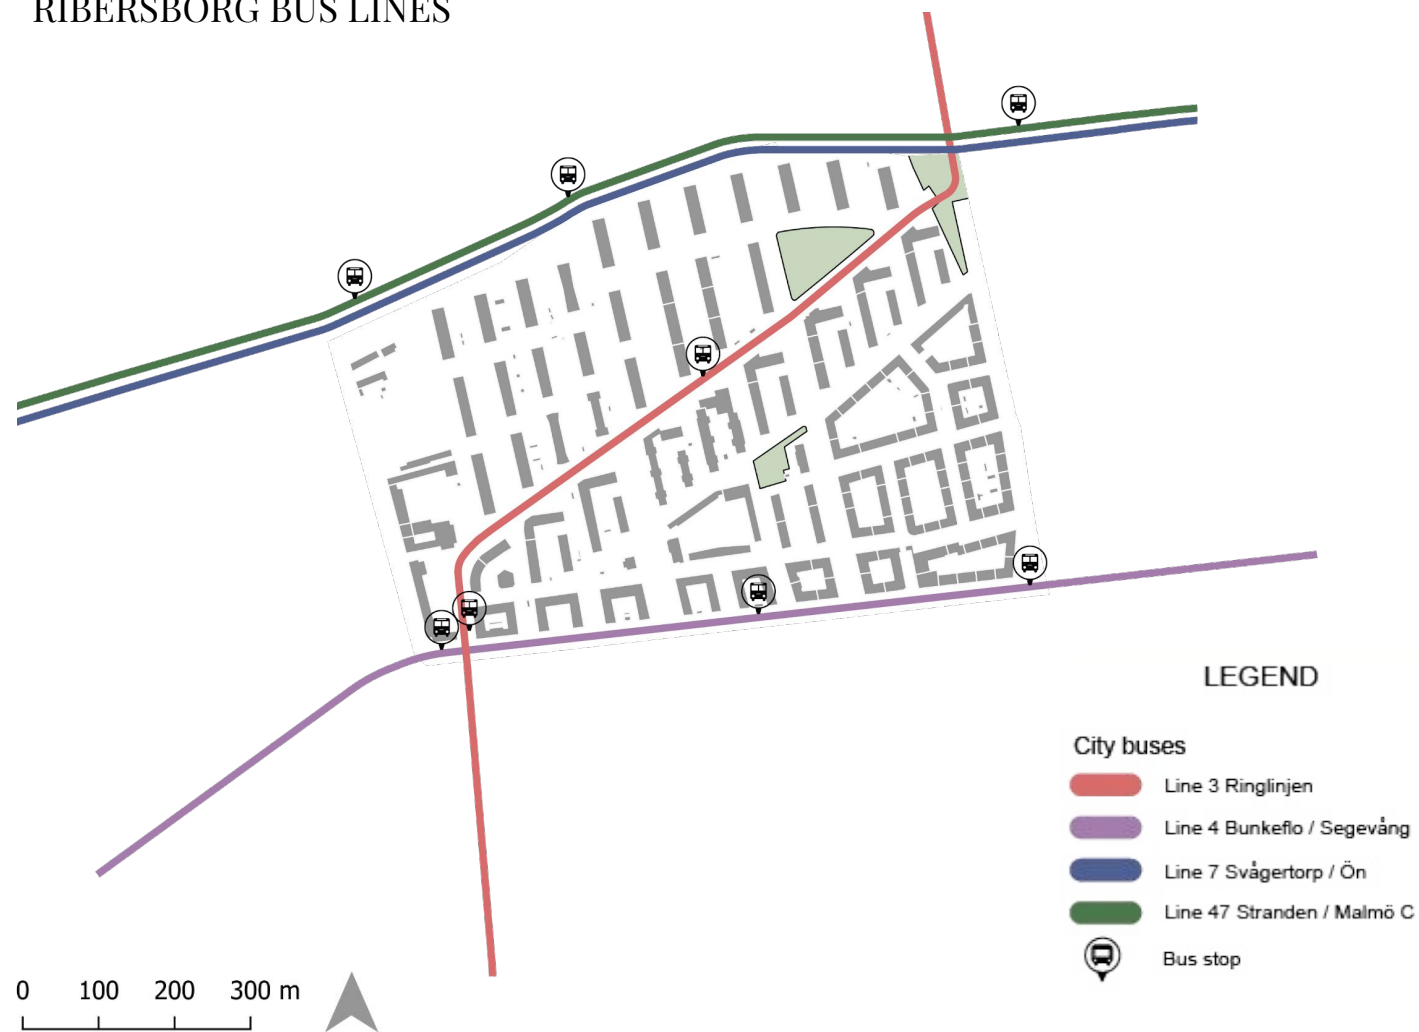 RIBERSBORG BUS LINES
LEGEND
City buses
Line 3 Ringlinjen
Line 4 Bunkeflo / Segevång
Line 7 Svågertorp / Ön
Line 47 Stranden / Malmö C
Bus stop
0 100 200 300 m